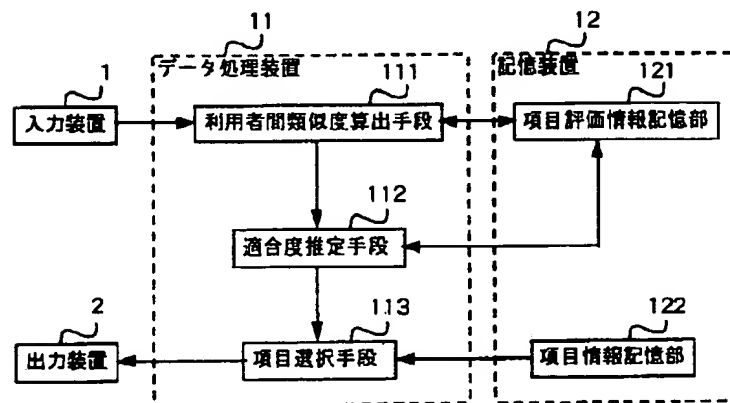 11
12
データ処理装置
記憶装置
1
111
121
入力装置
利用者間類似度算出手段
項目評価情報記憶部
112
適合度推定手段
2
113
122
出力装置
項目選択手段
項目情報記憶部